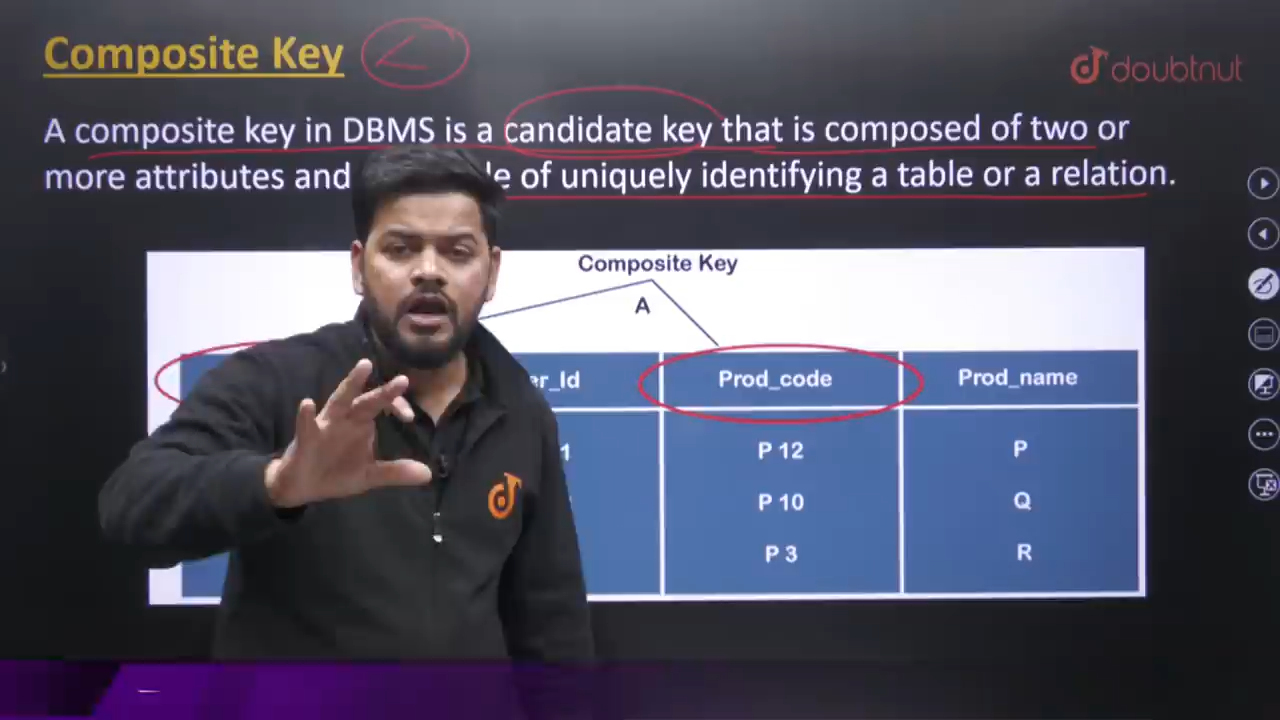 Composite Key
doubtnut
A composite key in DBMS is a candidate key that is composed of two or
more attributes and of uniquely identifying a table or a relation.
Composite Key
A
Prod_code Prod_name
P 12 P
P 10 Q
P 3 R